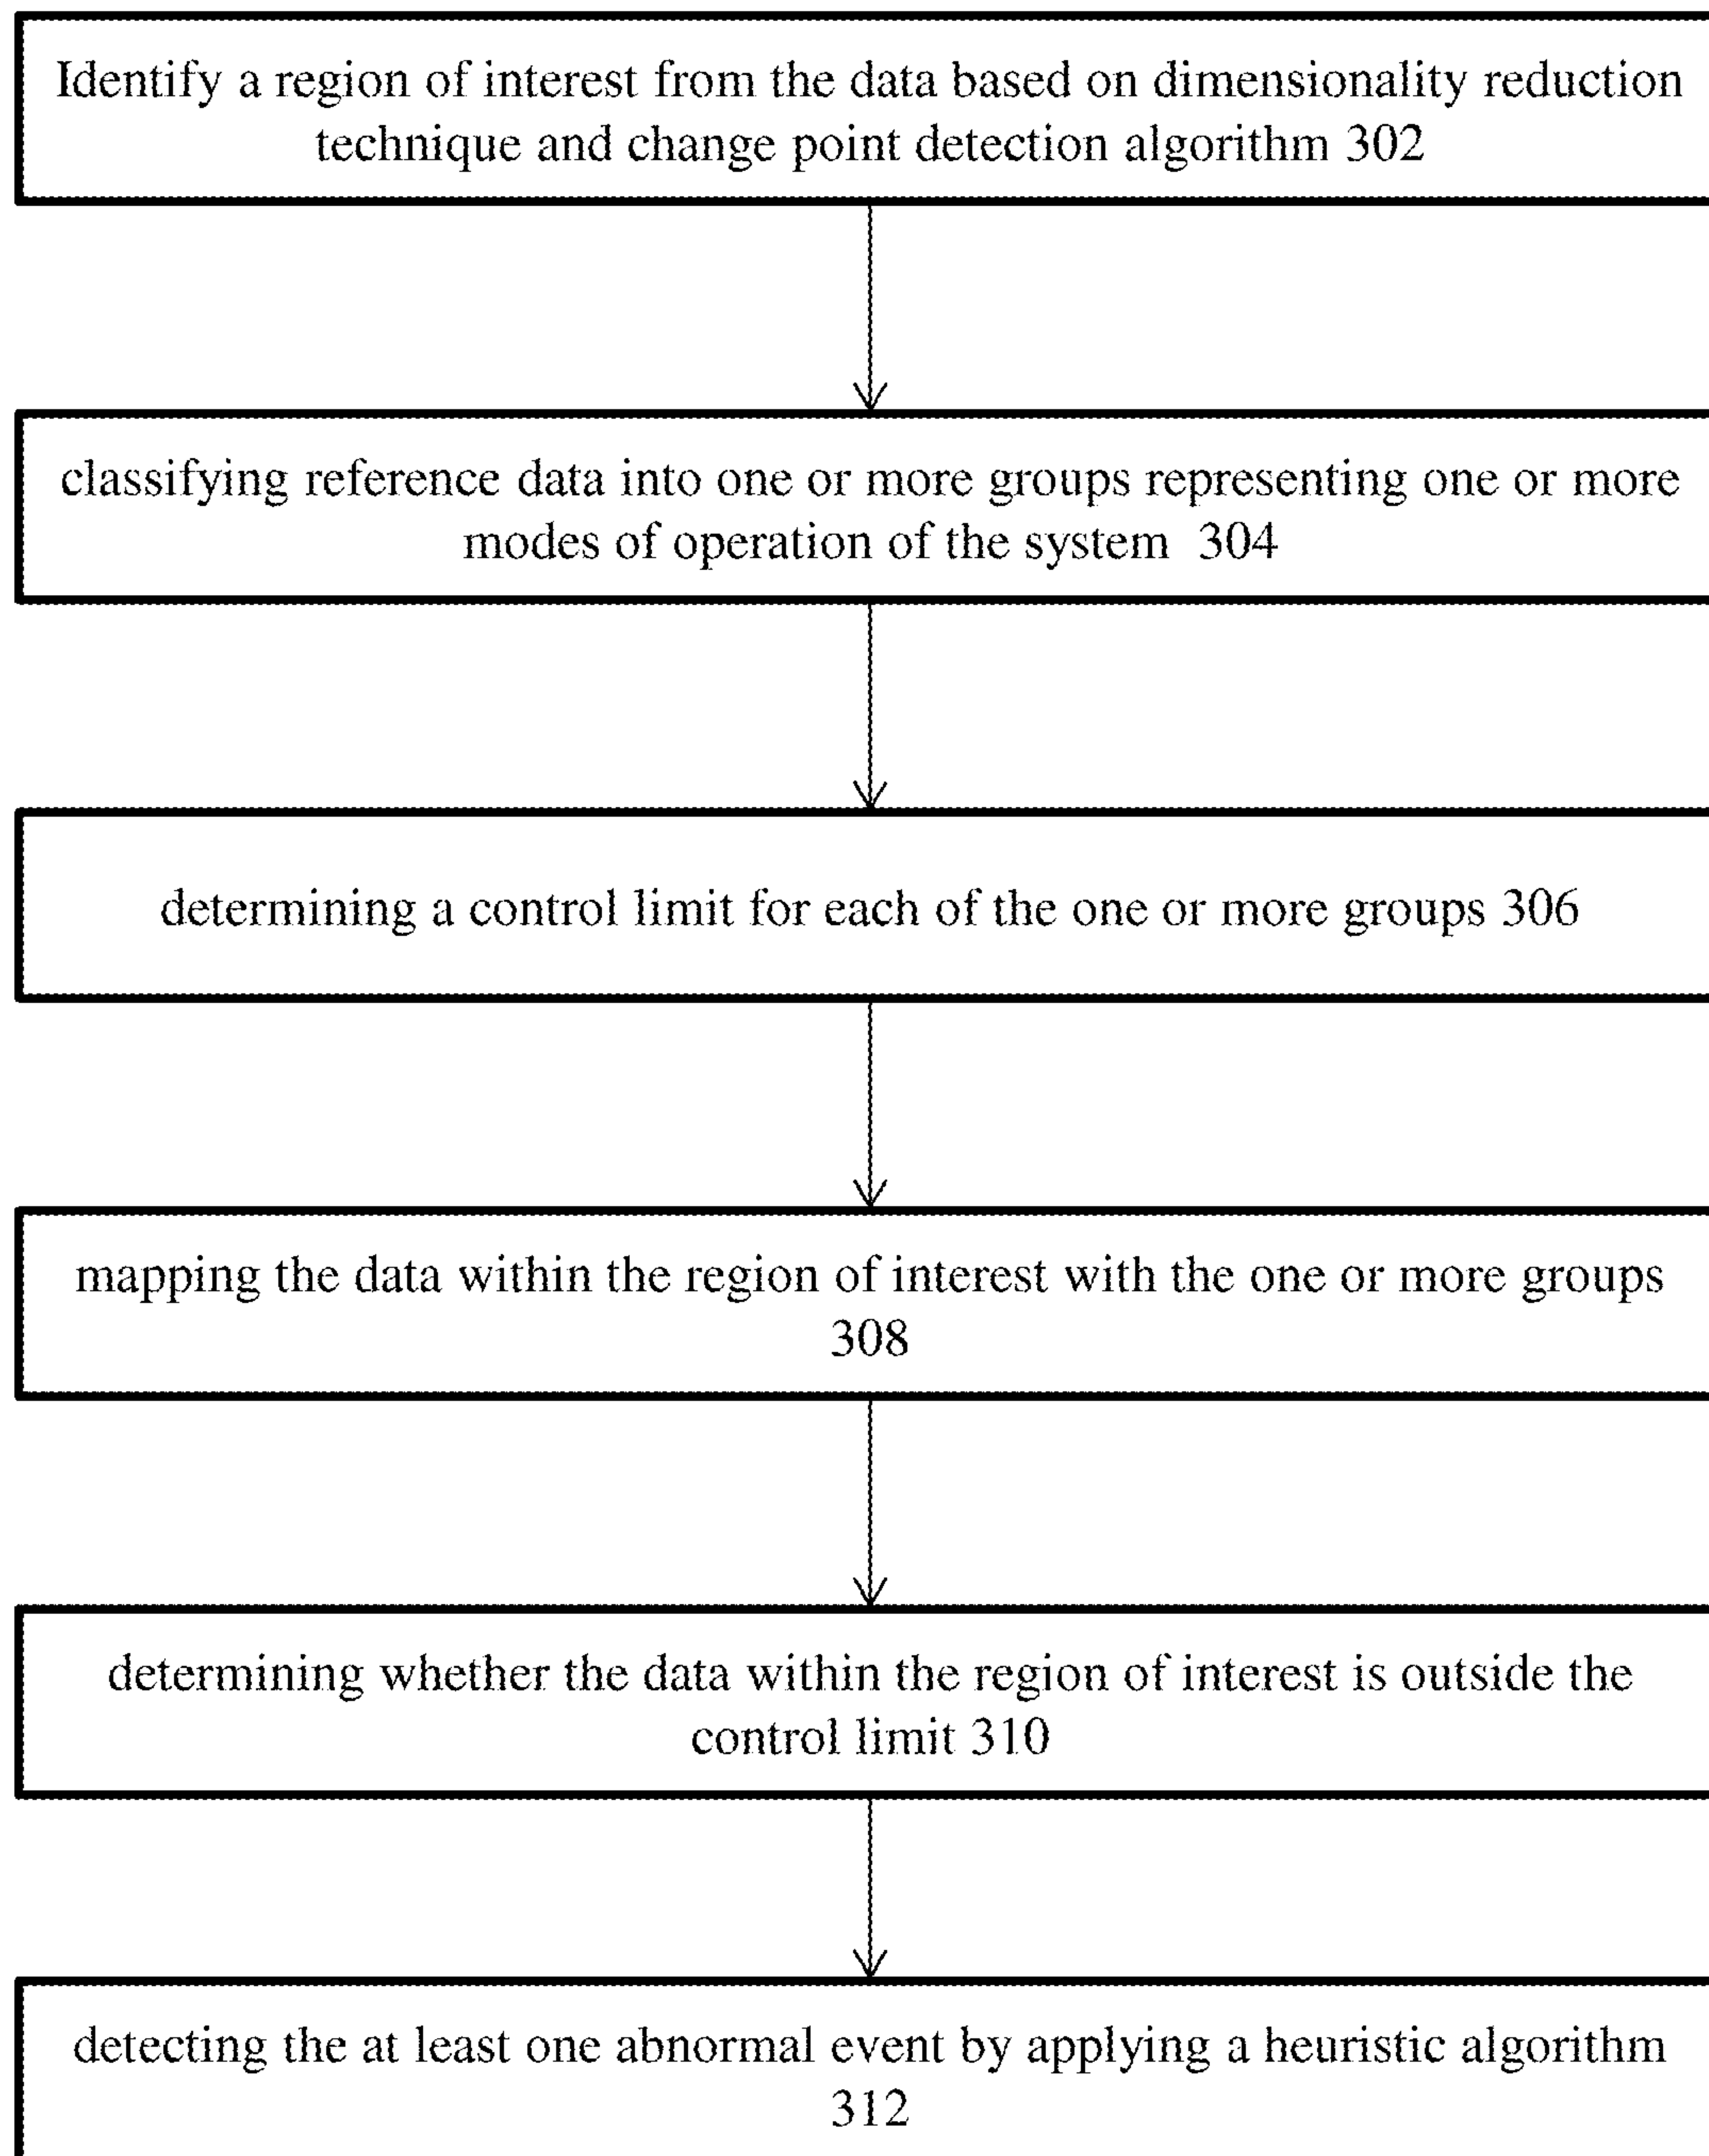 Identify a region of interest from the data based on dimensionality reduction
technique and change point detection algorithm 302
classifying reference data into one or more groups representing one or more
modes of operation of the system 304
determining a control limit for each of the one or more groups 306
mapping the data within the region of interest with the one or more groups
308
determining whether the data within the region of interest is outside the
control limit 310
detecting the at least one abnormal event by applying a heuristic algorithm
312